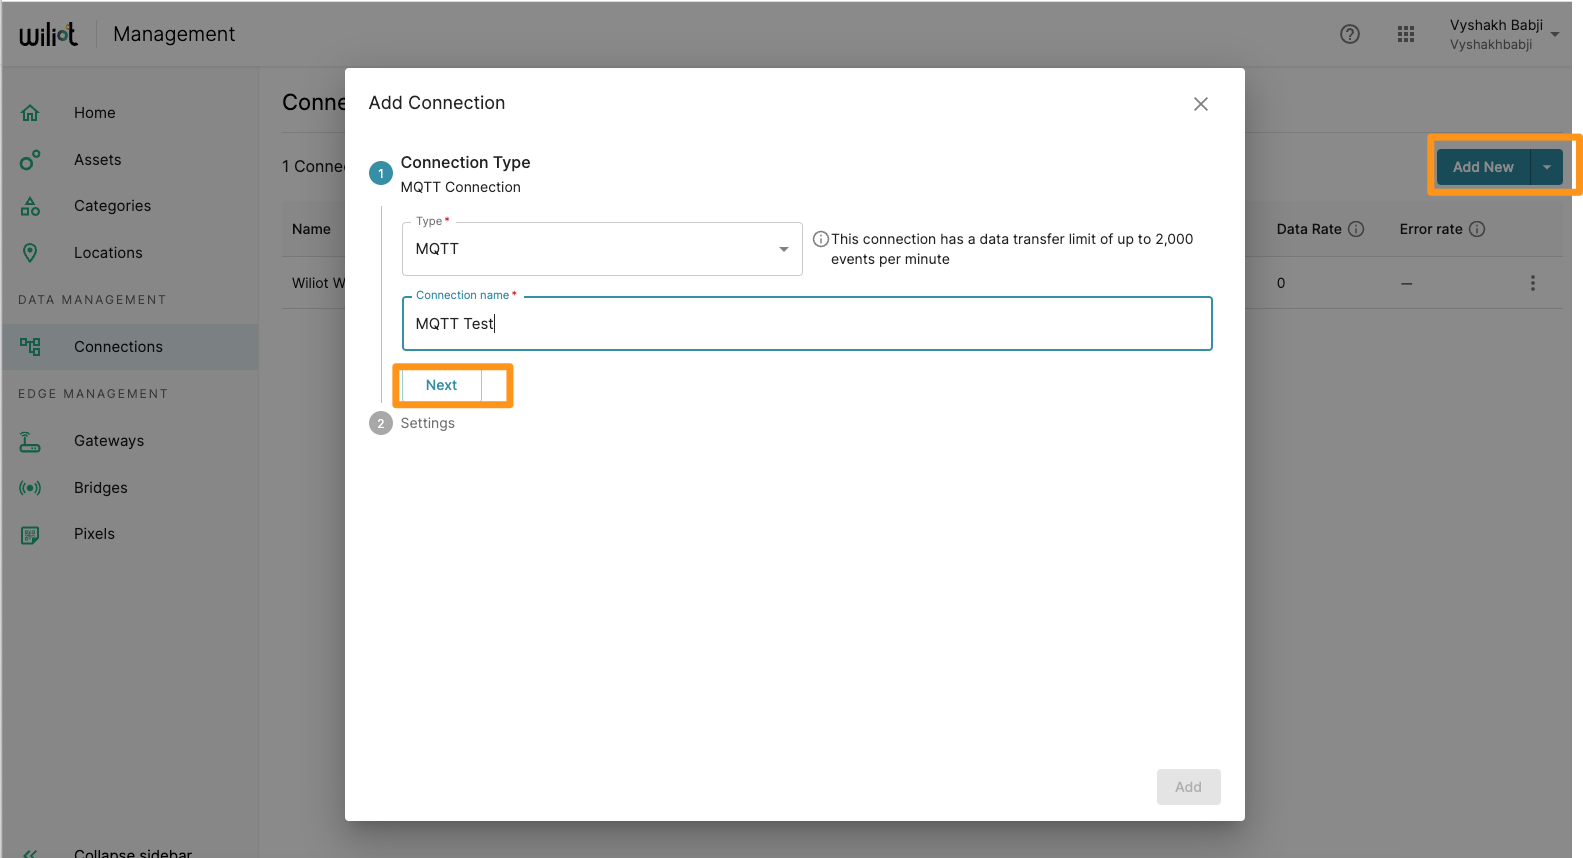 wiliot
Management
Vyshakh Babji
Vyshakhbabji
Home
Assets
Categories
Locations
DATA MANAGEMENT
Connections
EDGE MANAGEMENT
Gateways
Bridges
Pixels
Collapse sidebar
Conne
1 Conne
Add New
Name
Data Rate
Error rate
Wiliot W
0
—
Add Connection
1
Connection Type
MQTT Connection
Type *
MQTT
This connection has a data transfer limit of up to 2,000
events per minute
Connection name *
MQTT Test
Next
2
Settings
Add